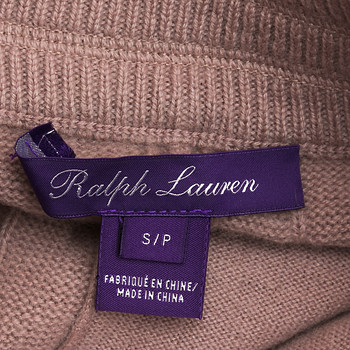 Ralph Lauren
S/P
FABRIQUÉ EN CHINE/
MADE IN CHINA